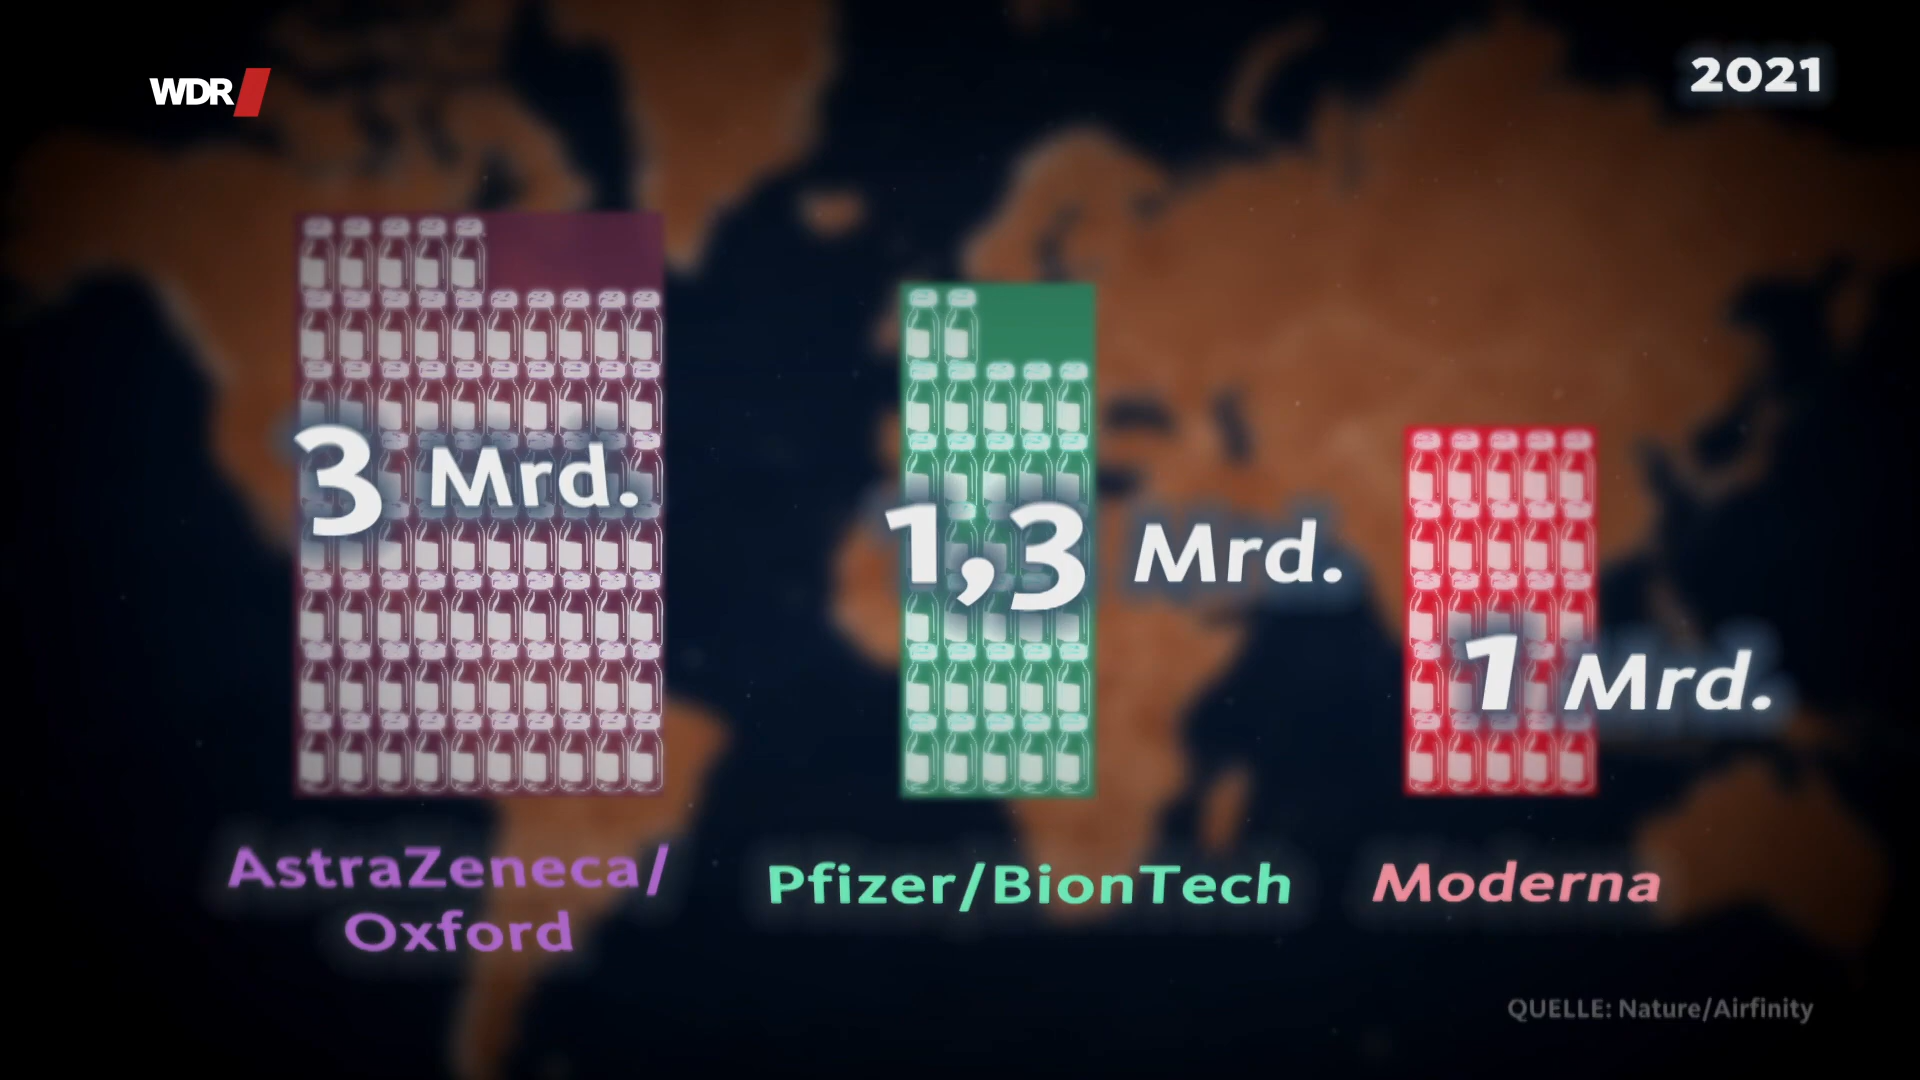 WDR
2021
3 Mrd.
1,3 Mrd.
1 Mrd.
AstraZeneca/
Oxford
Pfizer/BionTech
Moderna
QUELLE: Nature/Airfinity